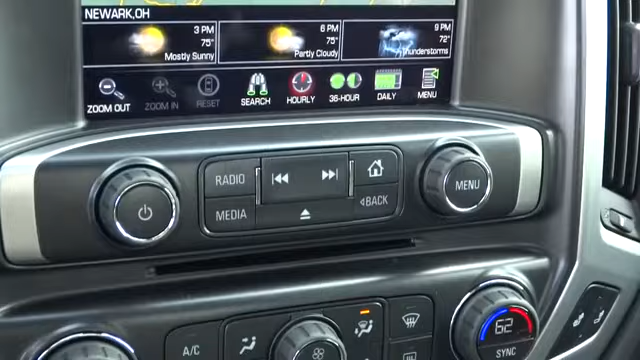 NEWARK,OH
3 PM 6 PM 9 PM
75° 75° 72°
Mostly Sunny Partly Cloudy Thunderstorms
ZOOM OUT ZOOM IN RESET SEARCH HOURLY 36-HOUR DAILY MENU
RADIO
MEDIA
BACK
MENU
A/C
62
SYNC